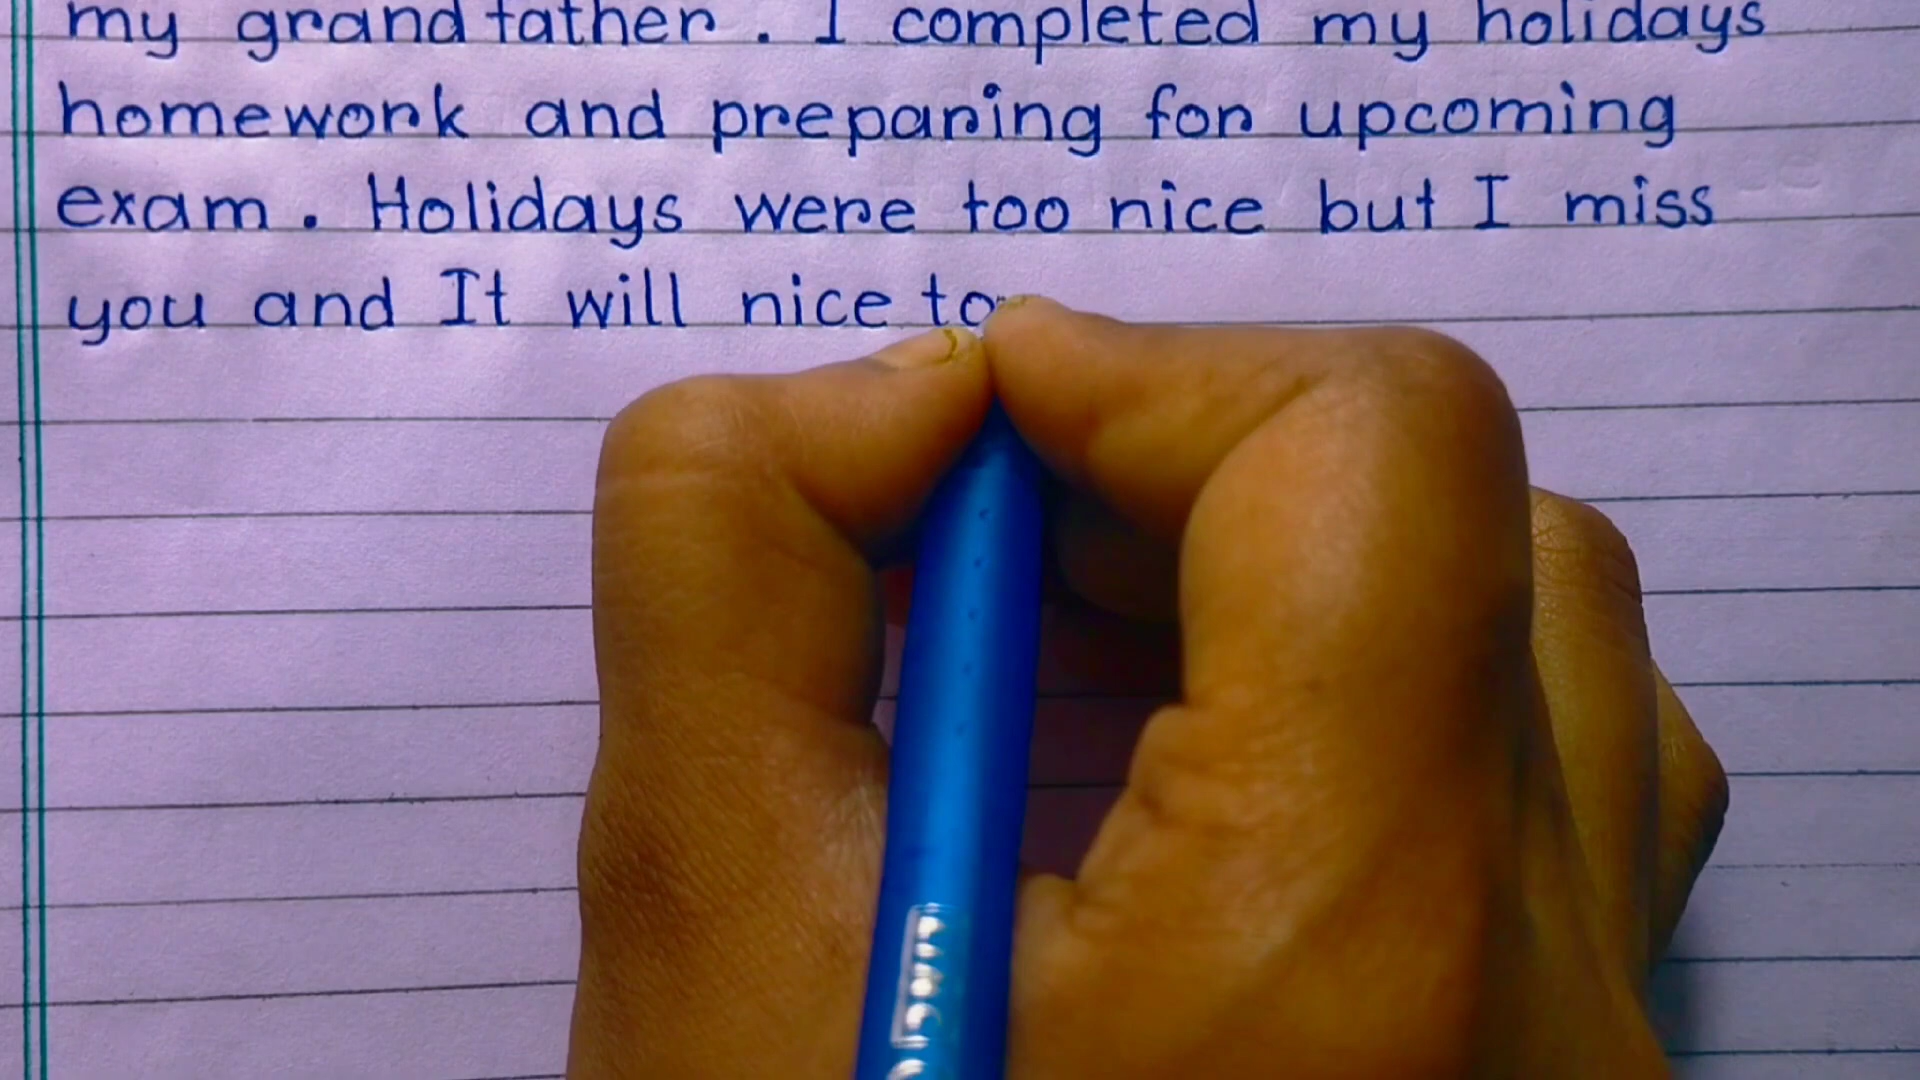 my grand father. I completed my holidays
homework and preparing for upcoming
exam. Holidays were too nice but I miss
you and It will nice to